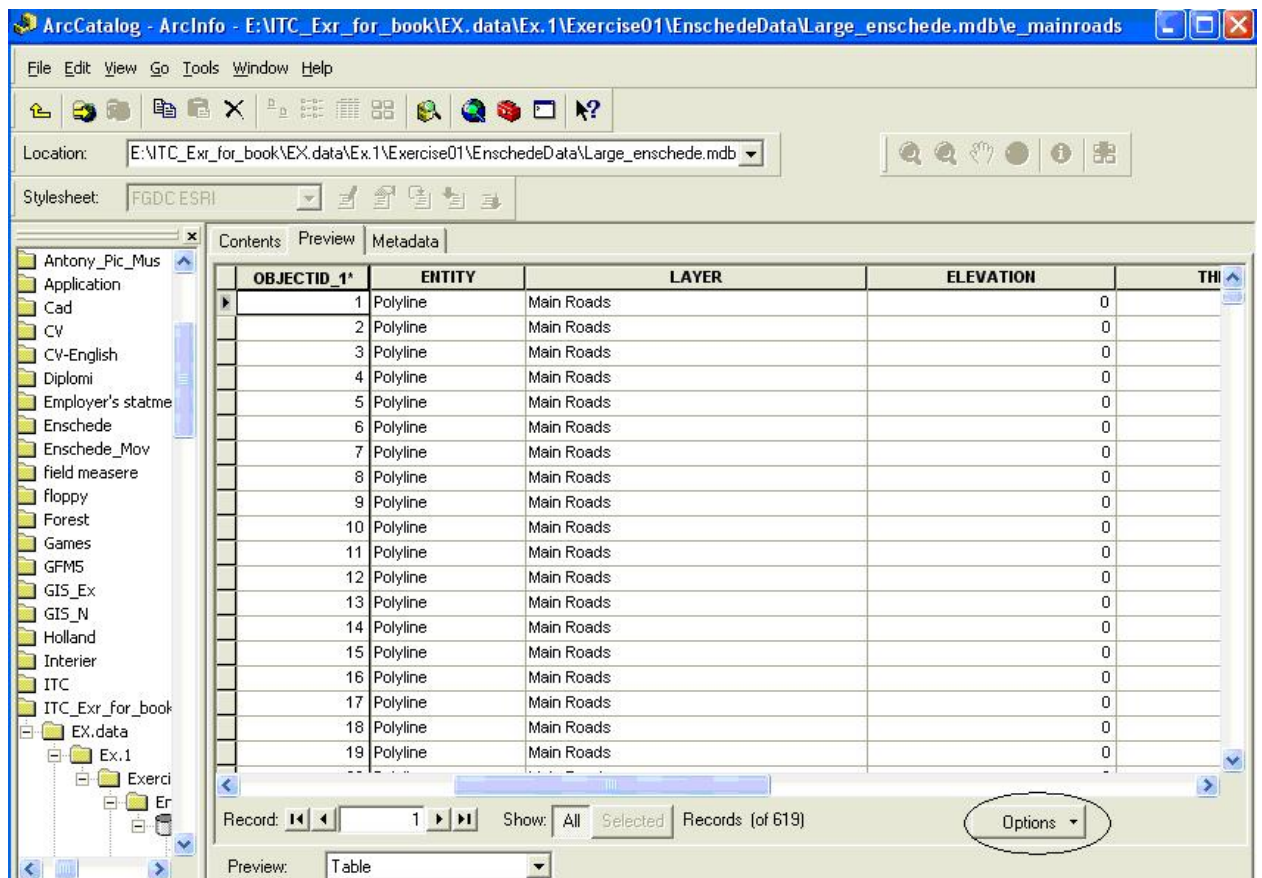 ArcCatalog - ArcInfo - E:\ITC_Exr_for_book\EX.data\Ex.1\Exercise01\EnschedeData\Large_enschede.mdb\e_mainroads
File Edit View Go Tools Window Help
Location: E:\ITC_Exr_for_book\EX.data\Ex.1\Exercise01\EnschedeData\Large_enschede.mdb
Stylesheet: FGDC ESRI
Contents Preview Metadata
Antony_Pic_Mus
Application
Cad
CV
CV-English
Diplomi
Employer's statme
Enschede
Enschede_Mov
field measere
floppy
Forest
Games
GFM5
GIS_Ex
GIS_N
Holland
Interier
ITC
ITC_Exr_for_book
EX.data
Ex.1
Exerci
En
OBJECTID_1* ENTITY LAYER ELEVATION THI
1 Polyline Main Roads 0
2 Polyline Main Roads 0
3 Polyline Main Roads 0
4 Polyline Main Roads 0
5 Polyline Main Roads 0
6 Polyline Main Roads 0
7 Polyline Main Roads 0
8 Polyline Main Roads 0
9 Polyline Main Roads 0
10 Polyline Main Roads 0
11 Polyline Main Roads 0
12 Polyline Main Roads 0
13 Polyline Main Roads 0
14 Polyline Main Roads 0
15 Polyline Main Roads 0
16 Polyline Main Roads 0
17 Polyline Main Roads 0
18 Polyline Main Roads 0
19 Polyline Main Roads 0
Record: 1 Show: All Selected Records (of 619) Options
Preview: Table